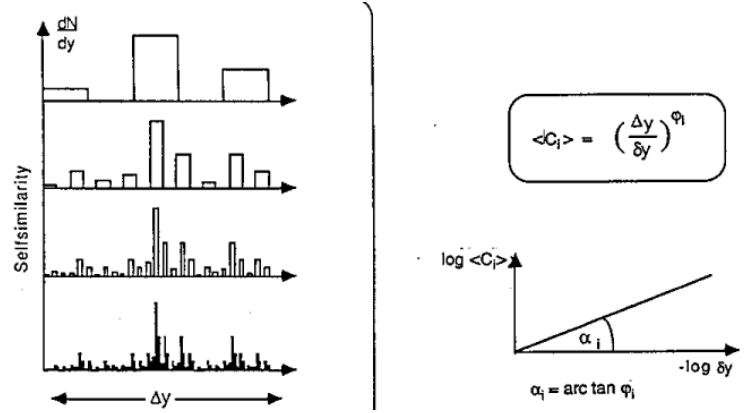 dN
dy
Selfsimilarity
Δy
<C_i> = (Δy/δy)^φ_i
log <C_i>
α_i
-log δy
α_i = arc tan φ_i